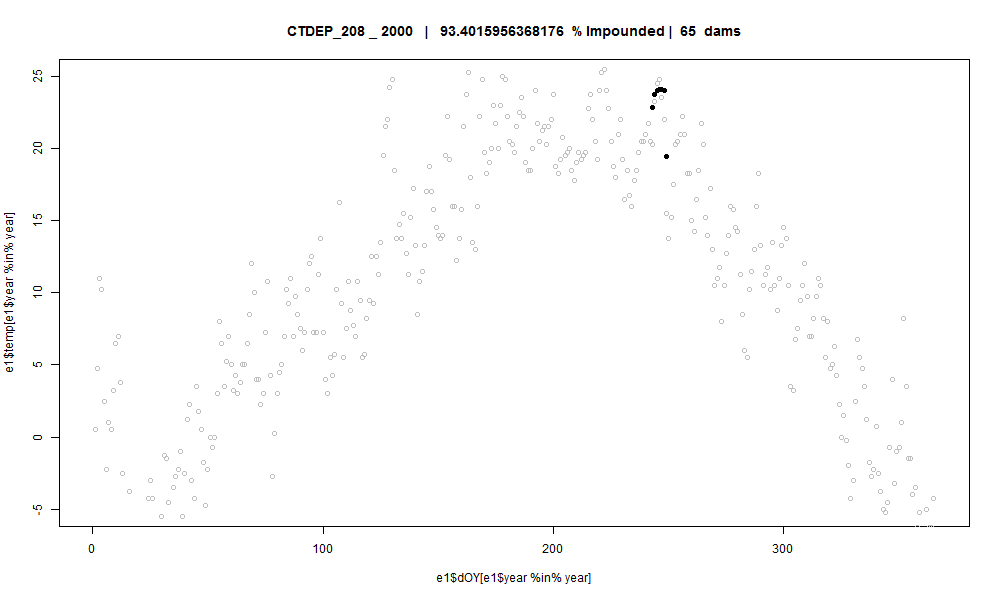 CTDEP_208 _ 2000 | 93.4015956368176 % Impounded | 65 dams
e1$temp[e1$year %in% year]
25
20
15
10
5
0
-5
0 100 200 300
e1$dOY[e1$year %in% year]